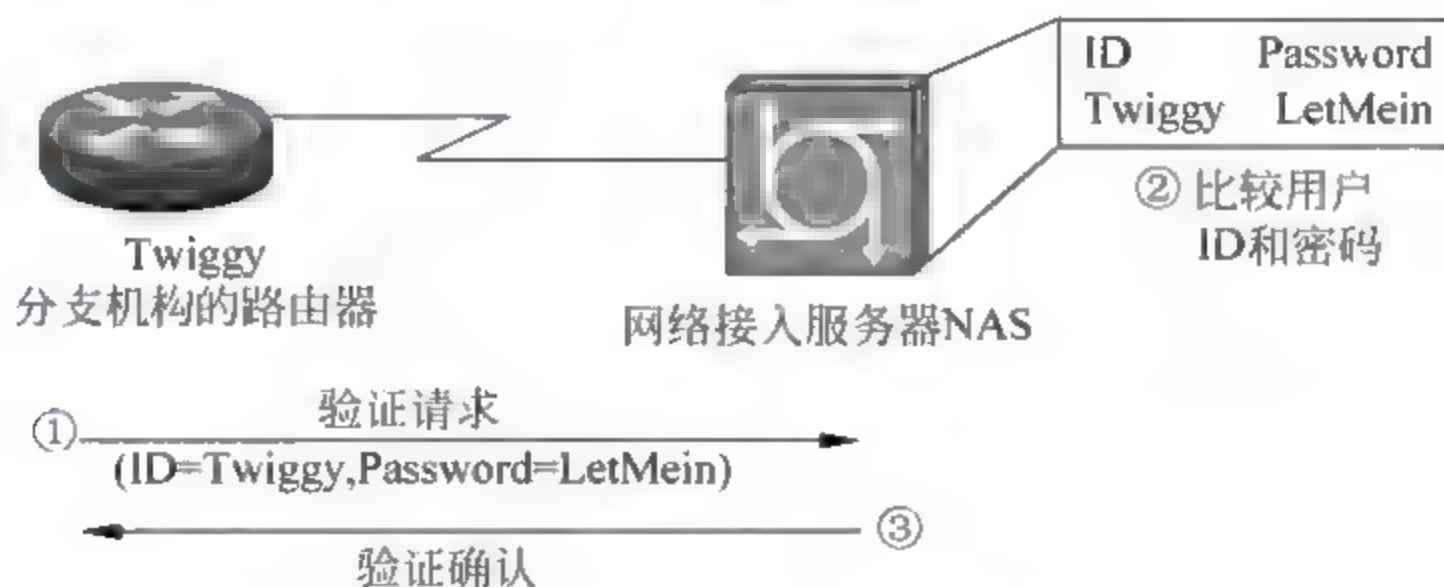 ID Password
Twiggy LetMein
② 比较用户
ID和密码
Twiggy
分支机构的路由器
网络接入服务器NAS
① 验证请求
(ID=Twiggy,Password=LetMein)
③
验证确认